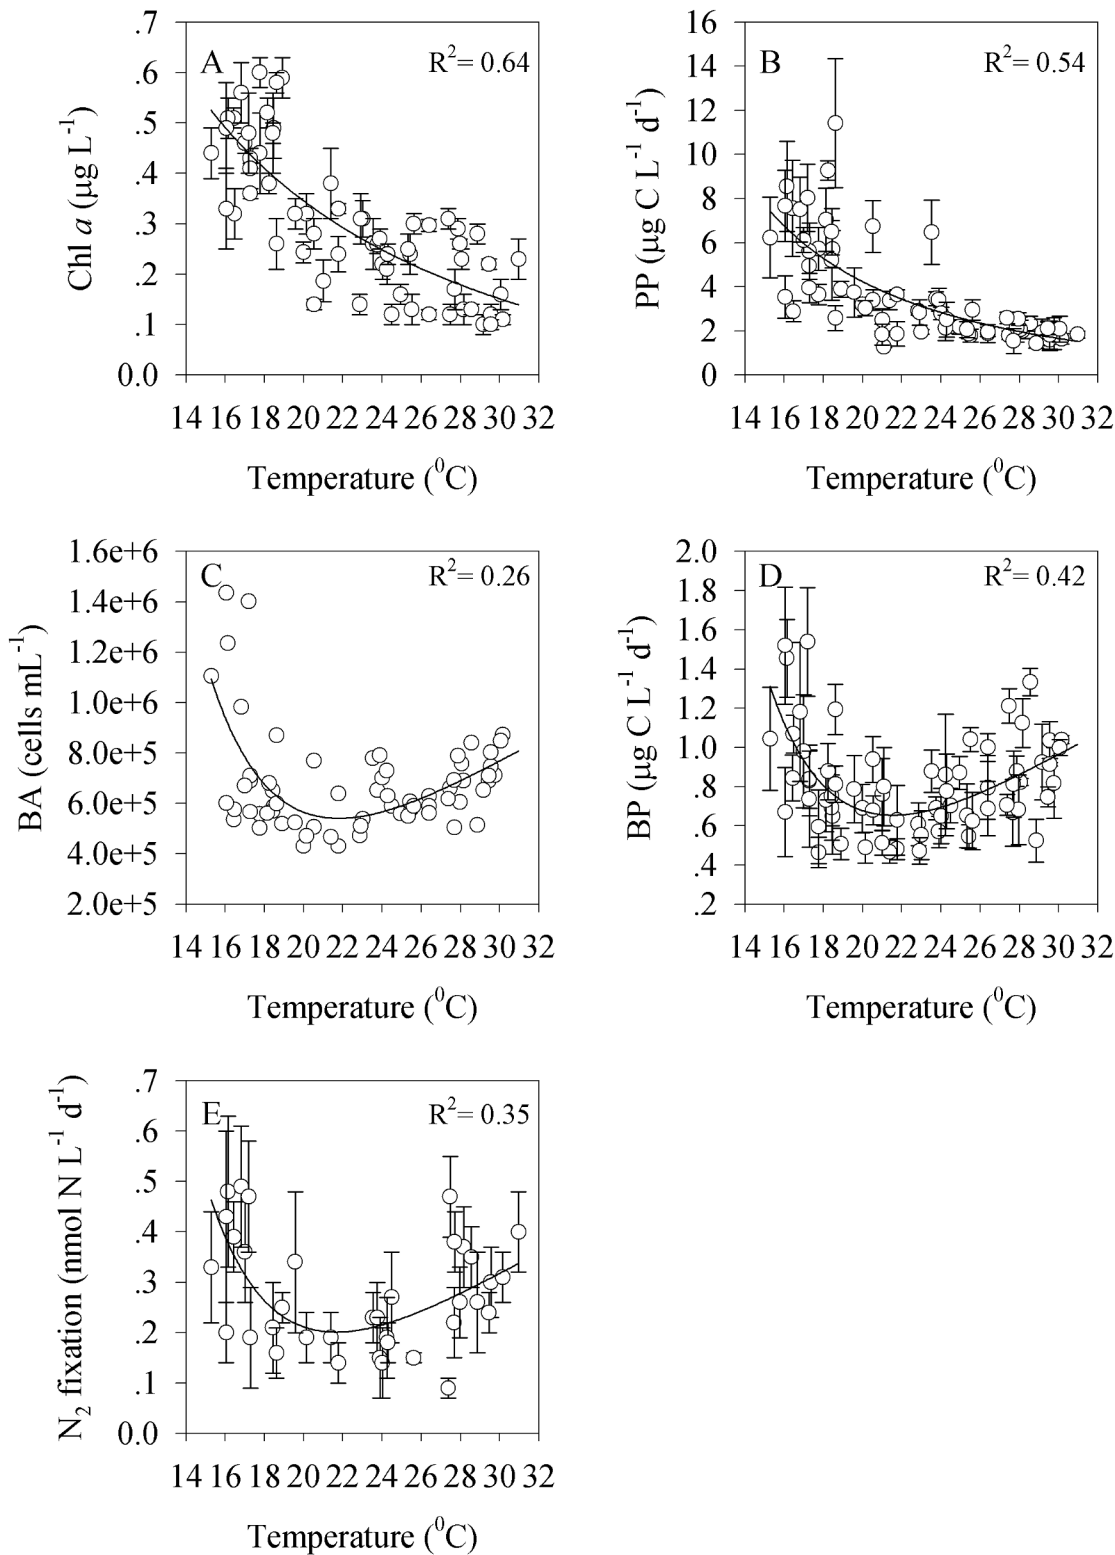 .7
.6
.5
.4
.3
.2
.1
0.0
A
R² = 0.64
Chl a (µg L⁻¹)
14 16 18 20 22 24 26 28 30 32
Temperature (⁰C)
16
14
12
10
8
6
4
2
0
B
R² = 0.54
PP (µg C L⁻¹ d⁻¹)
14 16 18 20 22 24 26 28 30 32
Temperature (⁰C)
1.6e+6
1.4e+6
1.2e+6
1.0e+6
8.0e+5
6.0e+5
4.0e+5
2.0e+5
C
R² = 0.26
BA (cells mL⁻¹)
14 16 18 20 22 24 26 28 30 32
Temperature (⁰C)
2.0
1.8
1.6
1.4
1.2
1.0
.8
.6
.4
.2
D
R² = 0.42
BP (µg C L⁻¹ d⁻¹)
14 16 18 20 22 24 26 28 30 32
Temperature (⁰C)
.7
.6
.5
.4
.3
.2
.1
0.0
E
R² = 0.35
N₂ fixation (nmol N L⁻¹ d⁻¹)
14 16 18 20 22 24 26 28 30 32
Temperature (⁰C)